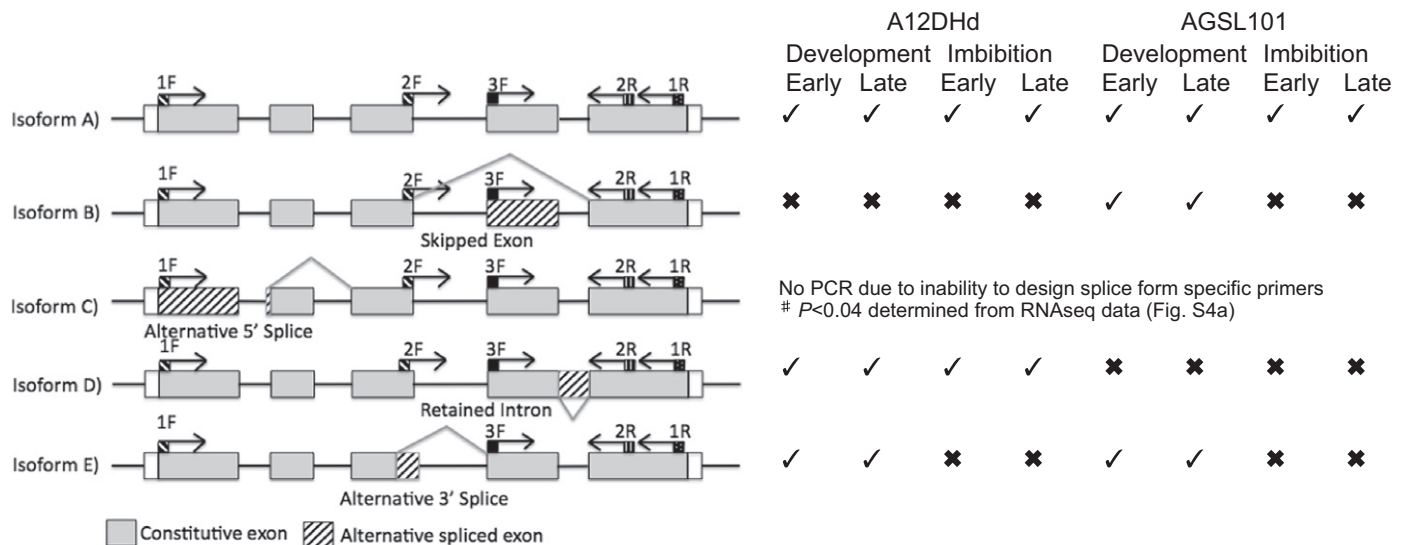 A12DHd AGSL101
Development Imbibition Development Imbibition
Early Late Early Late Early Late Early Late
1F 2F 3F 2R 1R
Isoform A) ✓ ✓ ✓ ✓ ✓ ✓ ✓ ✓
1F 2F 3F 2R 1R
Isoform B) ✖ ✖ ✖ ✖ ✓ ✓ ✖ ✖
Skipped Exon
1F 2F 3F 2R 1R
Isoform C)
No PCR due to inability to design splice form specific primers
# P<0.04 determined from RNAseq data (Fig. S4a)
Alternative 5' Splice
1F 2F 3F 2R 1R
Isoform D) ✓ ✓ ✓ ✓ ✖ ✖ ✖ ✖
Retained Intron
1F 3F 2R 1R
Isoform E) ✓ ✓ ✖ ✖ ✓ ✓ ✖ ✖
Alternative 3' Splice
Constitutive exon Alternative spliced exon